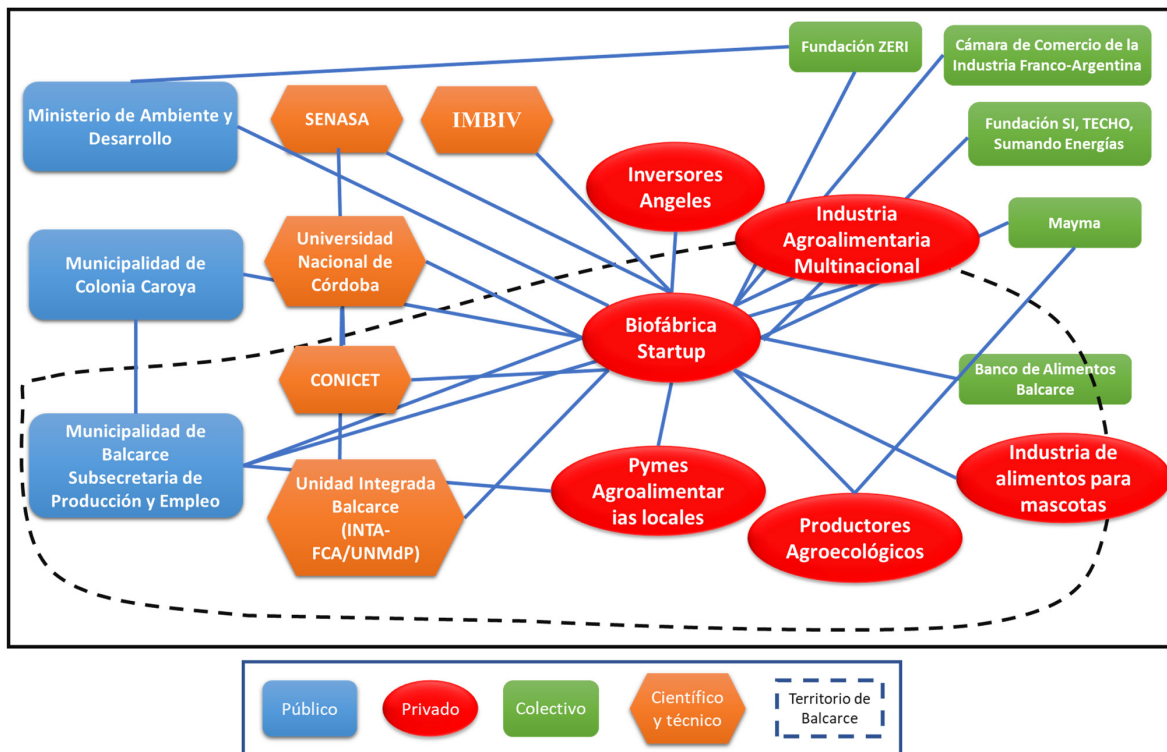 Fundación ZERI
Cámara de Comercio de la
Industria Franco-Argentina
Ministerio de Ambiente y
Desarrollo
SENASA
IMBIV
Fundación SI, TECHO,
Sumando Energías
Inversores
Angeles
Industria
Agroalimentaria
Multinacional
Mayma
Municipalidad de
Colonia Caroya
Universidad
Nacional de
Córdoba
Biofábrica
Startup
CONICET
Banco de Alimentos
Balcarce
Municipalidad de
Balcarce
Subsecretaria de
Producción y Empleo
Unidad Integrada
Balcarce
(INTA-
FCA/UNMdP)
Pymes
Agroalimentar
ias locales
Productores
Agroecológicos
Industria de
alimentos para
mascotas
Público
Privado
Colectivo
Científico
y técnico
Territorio de
Balcarce